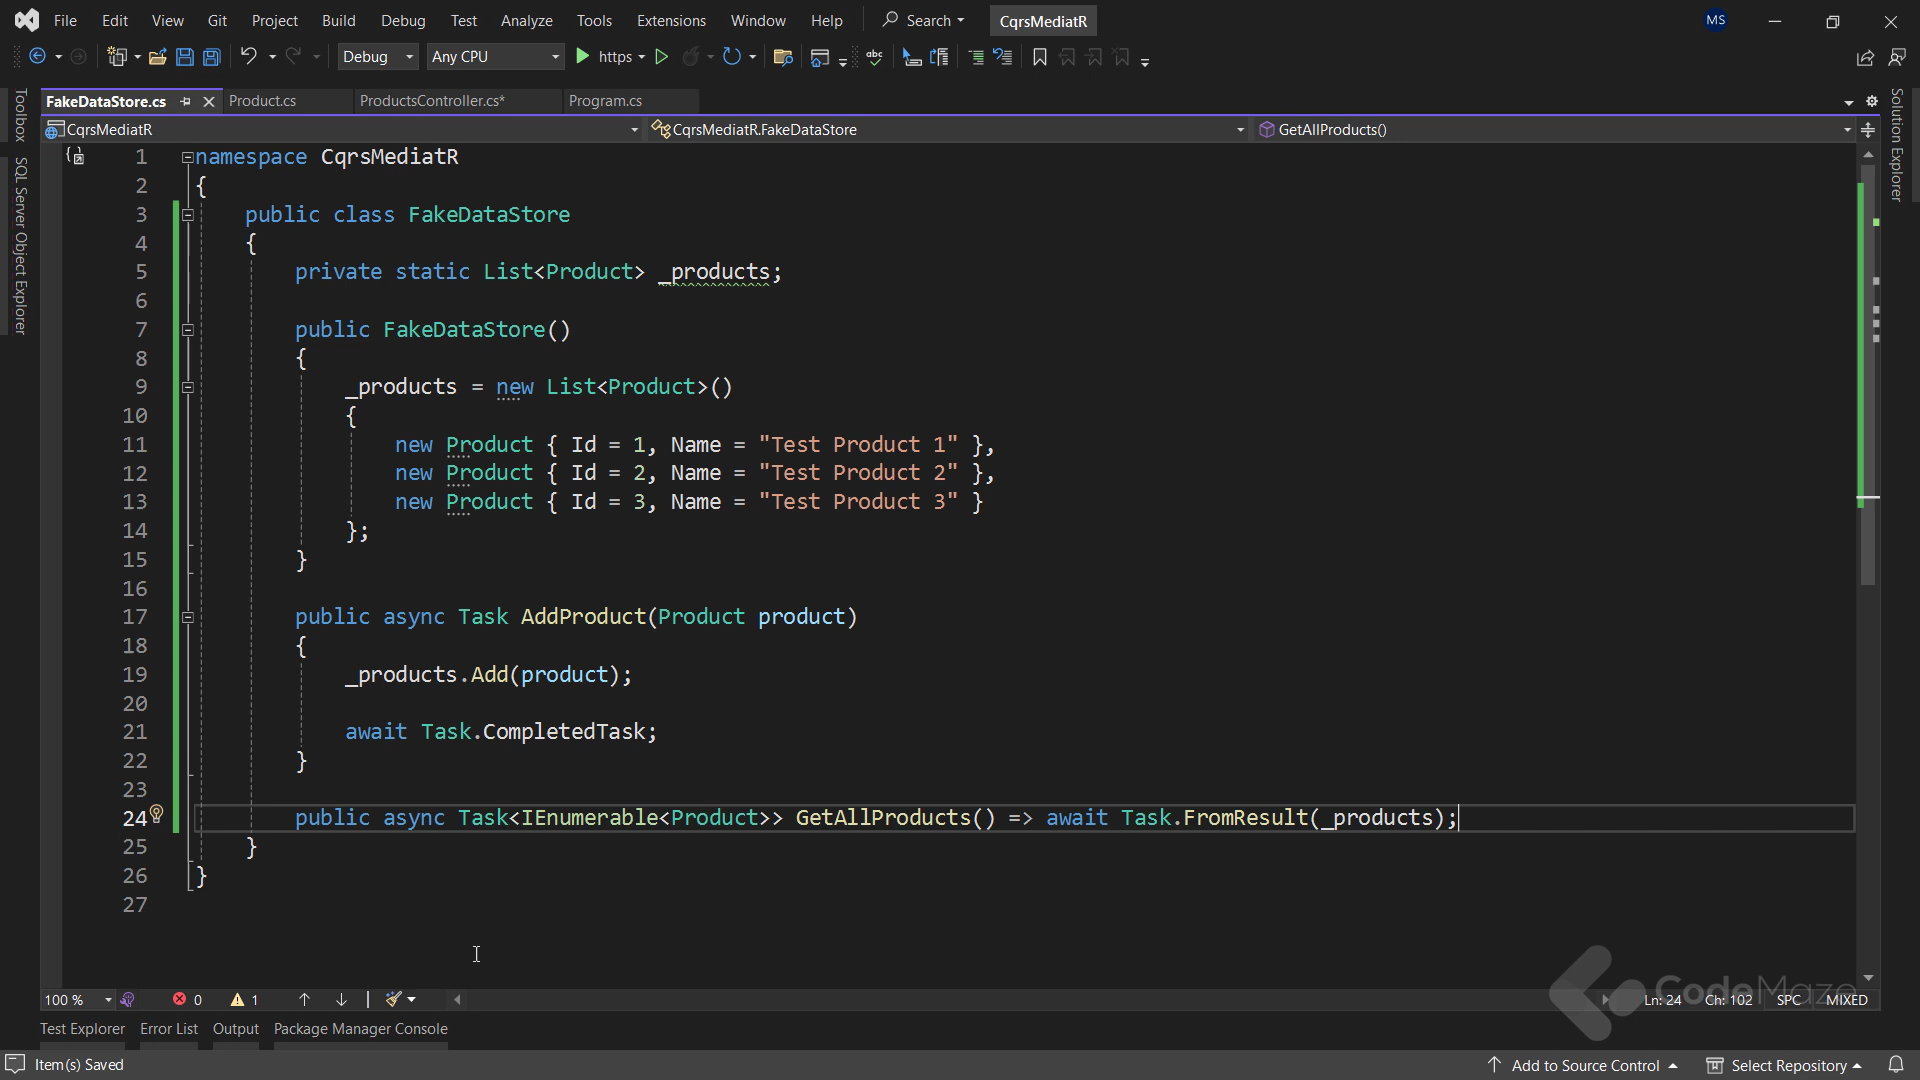 File Edit View Git Project Build Debug Test Analyze Tools Extensions Window Help Search CqrsMediatR MS
Debug Any CPU https abc
FakeDataStore.cs Product.cs ProductsController.cs* Program.cs
CqrsMediatR CqrsMediatR.FakeDataStore GetAllProducts()
Toolbox
SQL Server Object Explorer
Solution Explorer
1 namespace CqrsMediatR
2 {
3 public class FakeDataStore
4 {
5 private static List<Product> _products;
6
7 public FakeDataStore()
8 {
9 _products = new List<Product>()
10 {
11 new Product { Id = 1, Name = "Test Product 1" },
12 new Product { Id = 2, Name = "Test Product 2" },
13 new Product { Id = 3, Name = "Test Product 3" }
14 };
15 }
16
17 public async Task AddProduct(Product product)
18 {
19 _products.Add(product);
20
21 await Task.CompletedTask;
22 }
23
24 public async Task<IEnumerable<Product>> GetAllProducts() => await Task.FromResult(_products);
25 }
26 }
27
CodeMaze
100 % 0 1 Ln: 24 Ch: 102 SPC MIXED
Test Explorer Error List Output Package Manager Console
Item(s) Saved Add to Source Control Select Repository